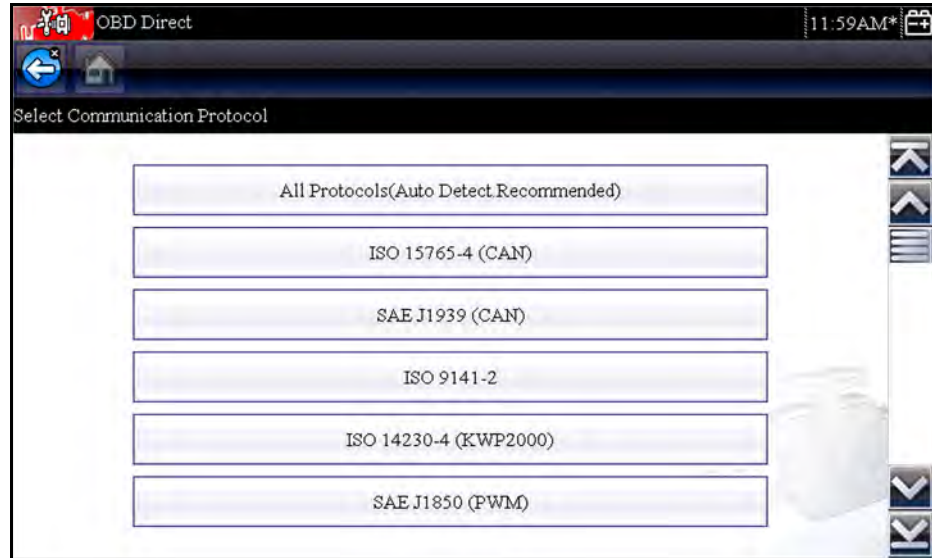 OBD Direct
11:59AM*
Select Communication Protocol
All Protocols(Auto Detect Recommended)
ISO 15765-4 (CAN)
SAE J1939 (CAN)
ISO 9141-2
ISO 14230-4 (KWP2000)
SAE J1850 (PWM)